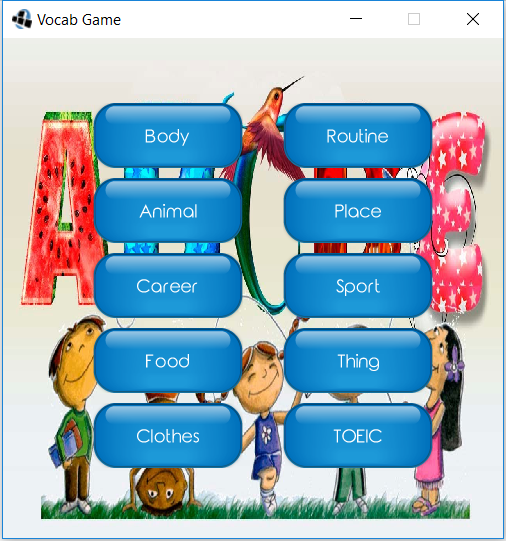 Vocab Game
Body
Routine
Animal
Place
Career
Sport
Food
Thing
Clothes
TOEIC
A
E